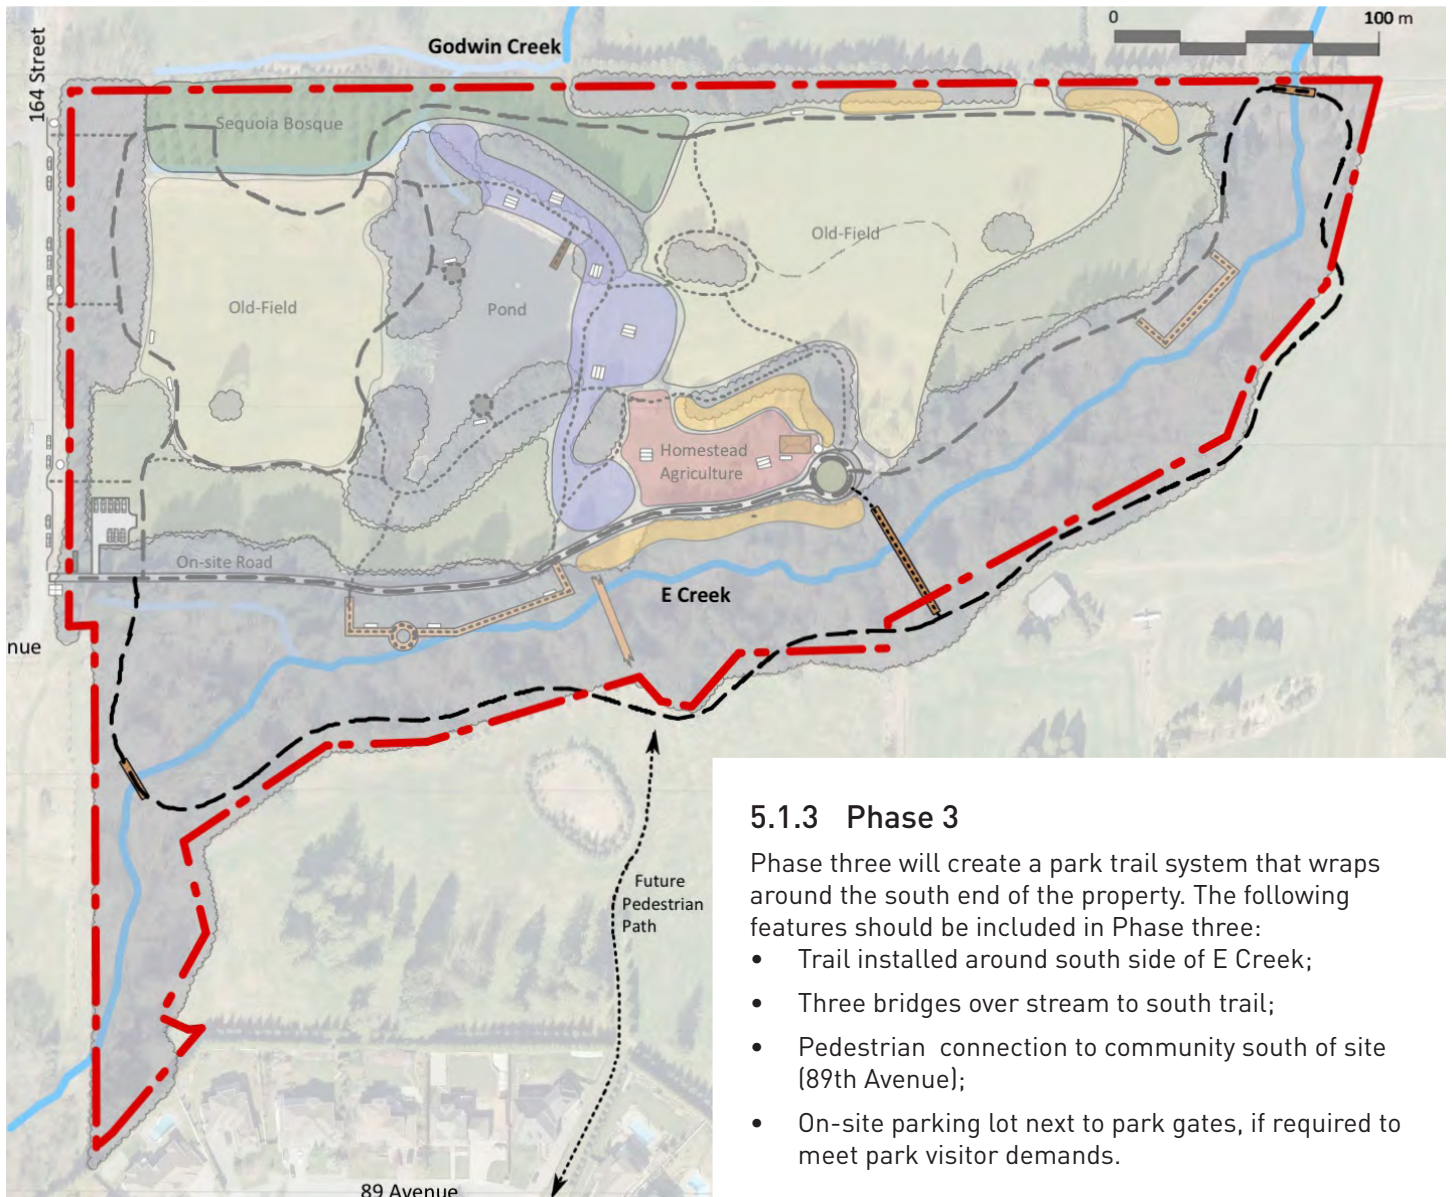 0
100 m
Godwin Creek
164 Street
Sequoia Bosque
Old-Field
Old-Field
Pond
Homestead
Agriculture
On-site Road
E Creek
nue
Future
Pedestrian
Path
89 Avenue
5.1.3 Phase 3
Phase three will create a park trail system that wraps
around the south end of the property. The following
features should be included in Phase three:
• Trail installed around south side of E Creek;
• Three bridges over stream to south trail;
• Pedestrian connection to community south of site
(89th Avenue);
• On-site parking lot next to park gates, if required to
meet park visitor demands.